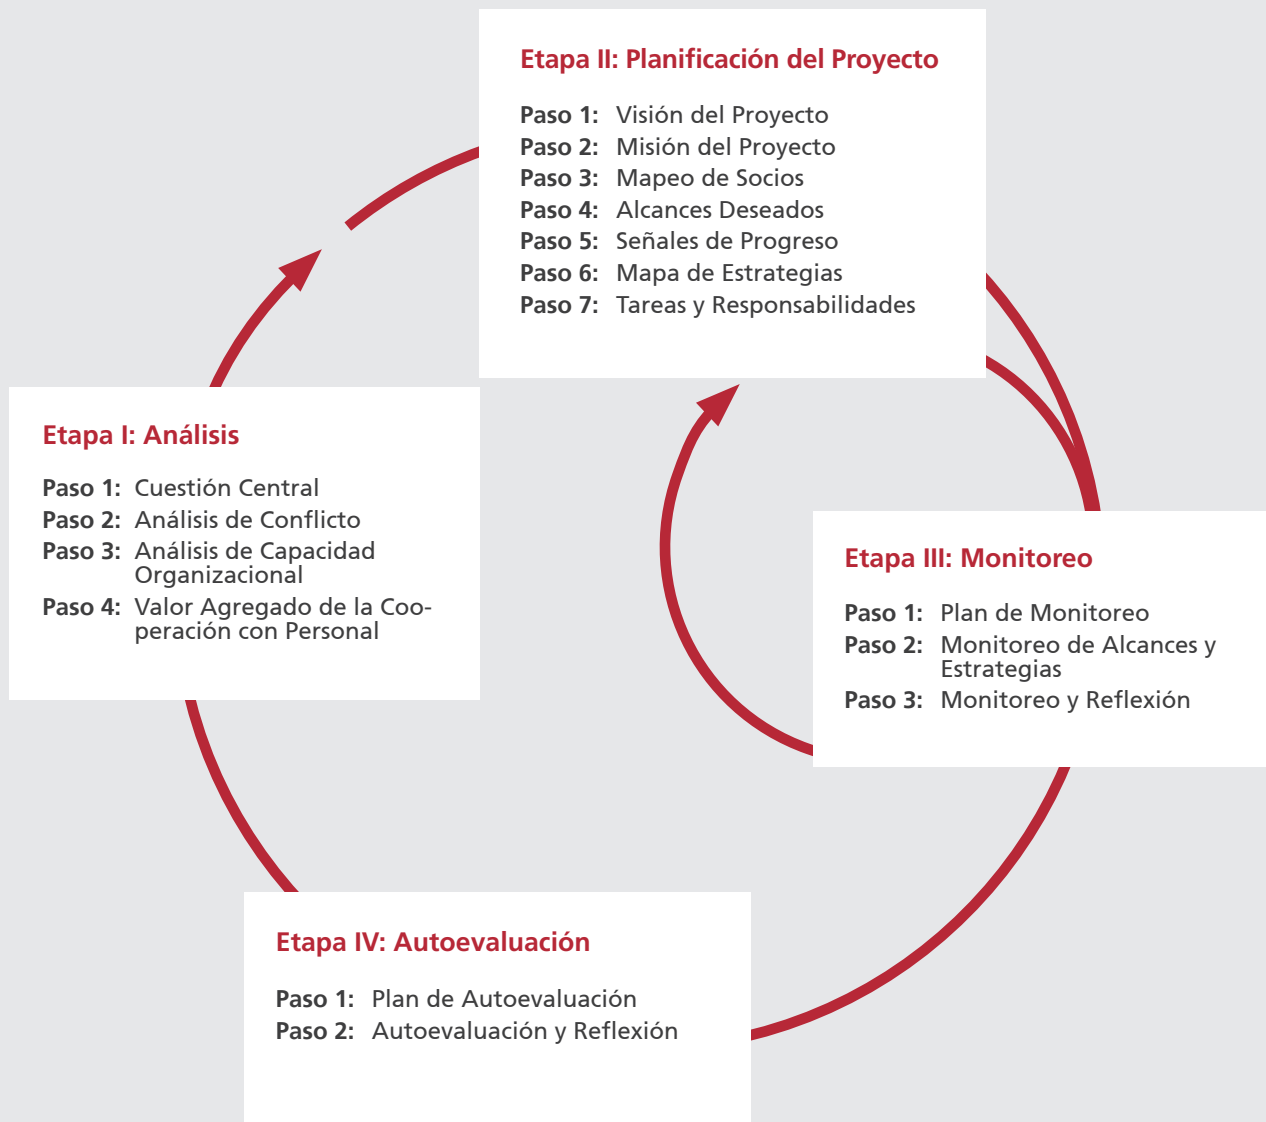 Etapa II: Planificación del Proyecto
Paso 1: Visión del Proyecto
Paso 2: Misión del Proyecto
Paso 3: Mapeo de Socios
Paso 4: Alcances Deseados
Paso 5: Señales de Progreso
Paso 6: Mapa de Estrategias
Paso 7: Tareas y Responsabilidades
Etapa I: Análisis
Paso 1: Cuestión Central
Paso 2: Análisis de Conflicto
Paso 3: Análisis de Capacidad
Organizacional
Paso 4: Valor Agregado de la Coo-
peración con Personal
Etapa III: Monitoreo
Paso 1: Plan de Monitoreo
Paso 2: Monitoreo de Alcances y
Estrategias
Paso 3: Monitoreo y Reflexión
Etapa IV: Autoevaluación
Paso 1: Plan de Autoevaluación
Paso 2: Autoevaluación y Reflexión